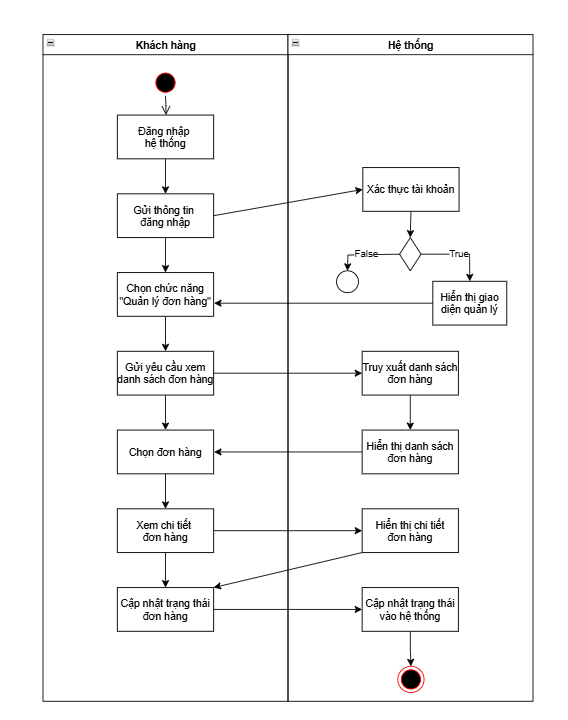 Khách hàng
Hệ thống
Đăng nhập
hệ thống
Xác thực tài khoản
Gửi thông tin
đăng nhập
False
True
Chọn chức năng
"Quản lý đơn hàng"
Hiển thị giao
diện quản lý
Gửi yêu cầu xem
danh sách đơn hàng
Truy xuất danh sách
đơn hàng
Chọn đơn hàng
Hiển thị danh sách
đơn hàng
Xem chi tiết
đơn hàng
Hiển thị chi tiết
đơn hàng
Cập nhật trạng thái
đơn hàng
Cập nhật trạng thái
vào hệ thống